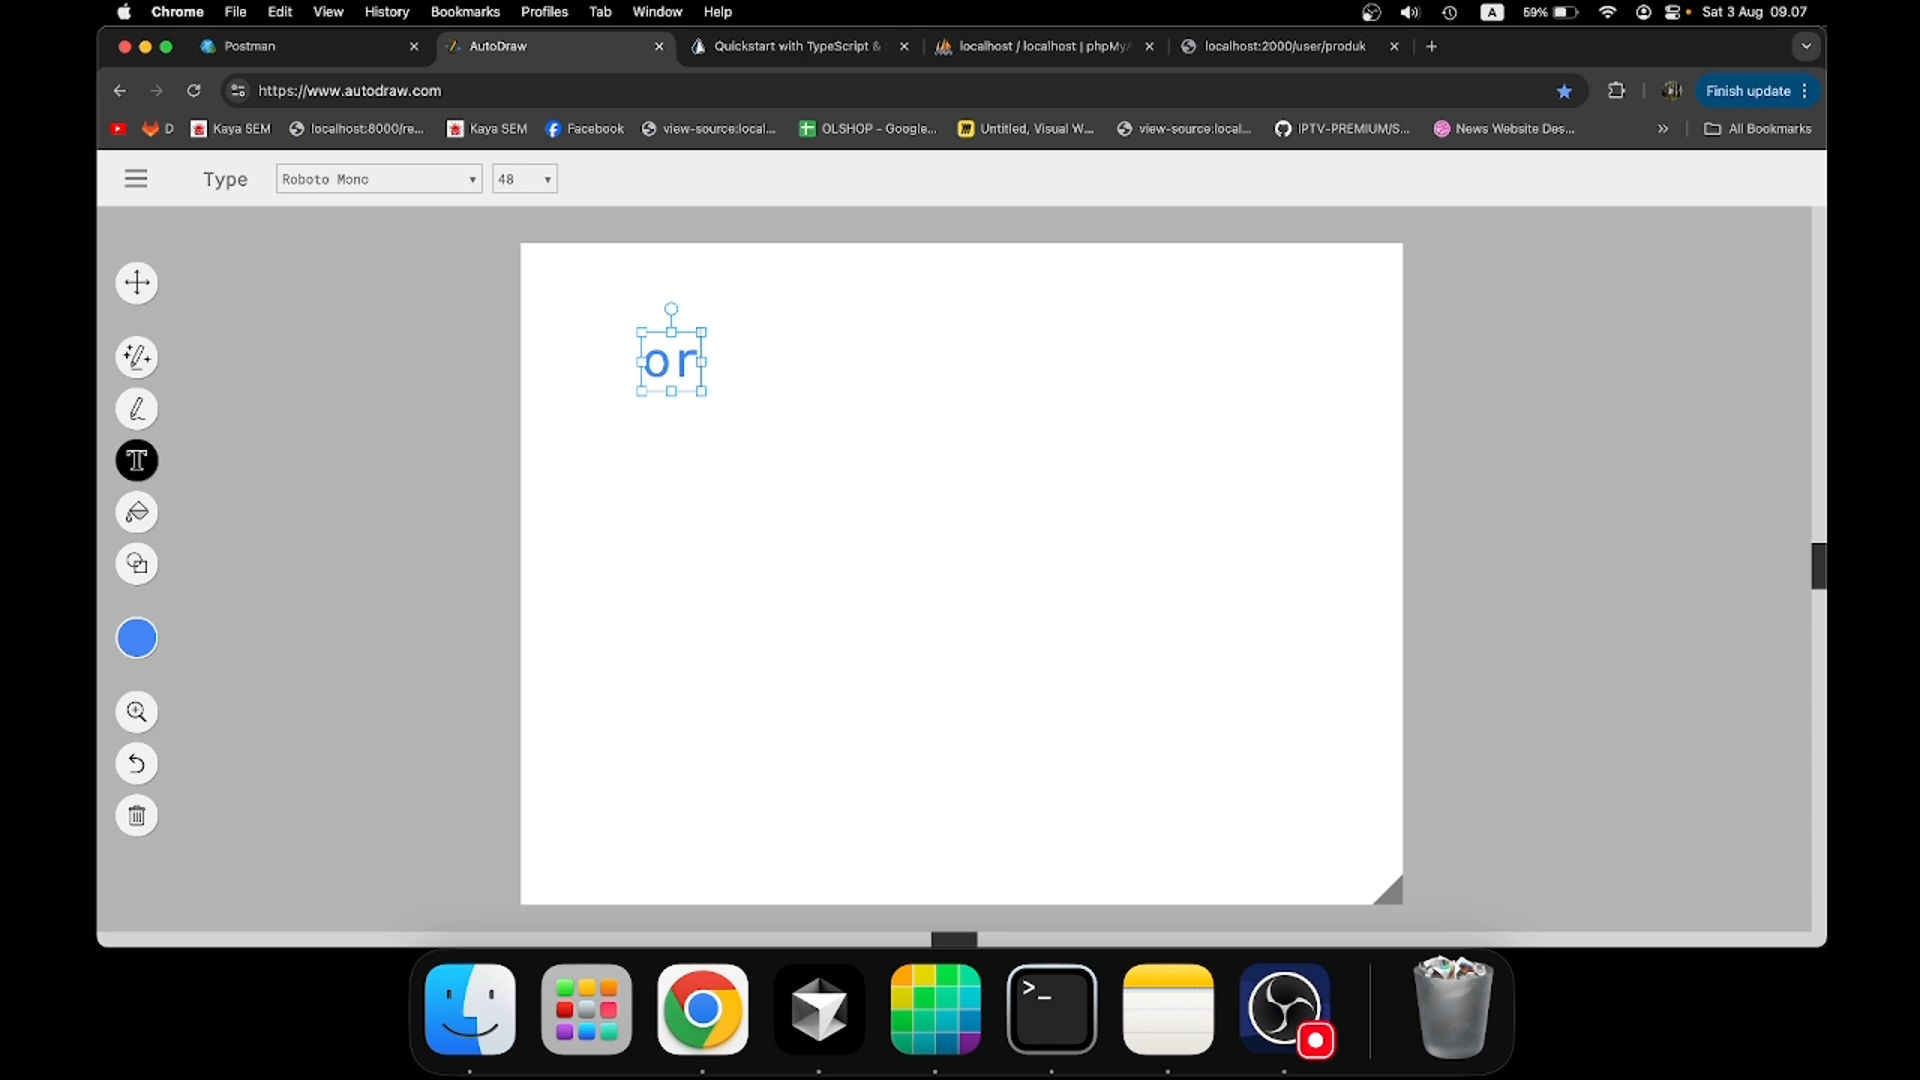 Chrome File Edit View History Bookmarks Profiles Tab Window Help A 59% Sat 3 Aug 09.07
Postman AutoDraw Quickstart with TypeScript & localhost / localhost | phpMyA localhost:2000/user/produk
https://www.autodraw.com Finish update
D Kaya SEM localhost:8000/re... Kaya SEM Facebook view-source:local... OLSHOP - Google... Untitled, Visual W... view-source:local... IPTV-PREMIUM/S... News Website Des... » All Bookmarks
Type Roboto Mono 48
or
T
>_